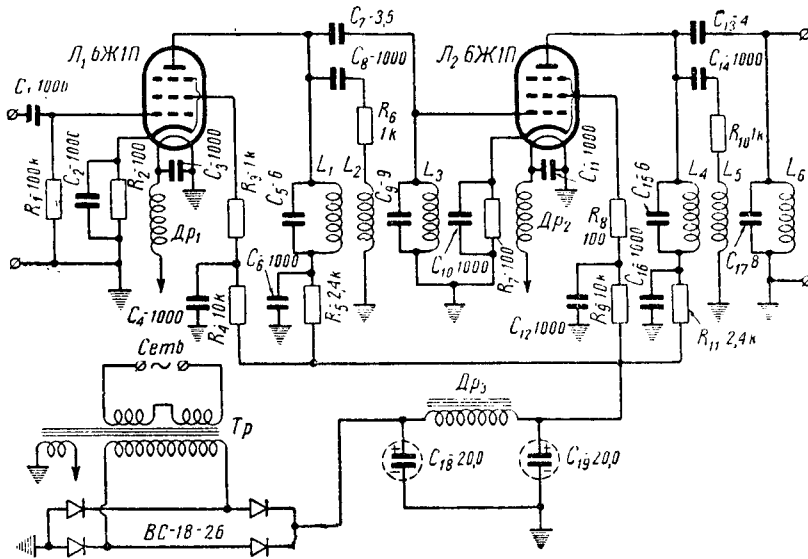 C₇-3,5
C₁₃-4
Л₁ 6Ж1П
C₈-1000
Л₂ 6Ж1П
C₁₄-1000
C₁ 1000
R₆
1к
R₁₀ 1к
R₁-100к
C₂-1000
R₂-100
C₃-1000
R₃-1к
C₅-6
L₁
L₂
C₉-9
L₃
C₁₁-1000
R₈
100
C₁₅-6
L₄
L₅
L₆
Др₁
C₁₀ 1000
R₇-100
Др₂
C₁₇ 8
C₄-1000
R₄ 10к
C₆-1000
R₅ 2,4к
C₁₂ 1000
R₉ 10к
C₁₆-1000
R₁₁ 2,4к
Сеть
Тр
Др₃
C₁₈-20,0
C₁₉-20,0
ВС-18-26